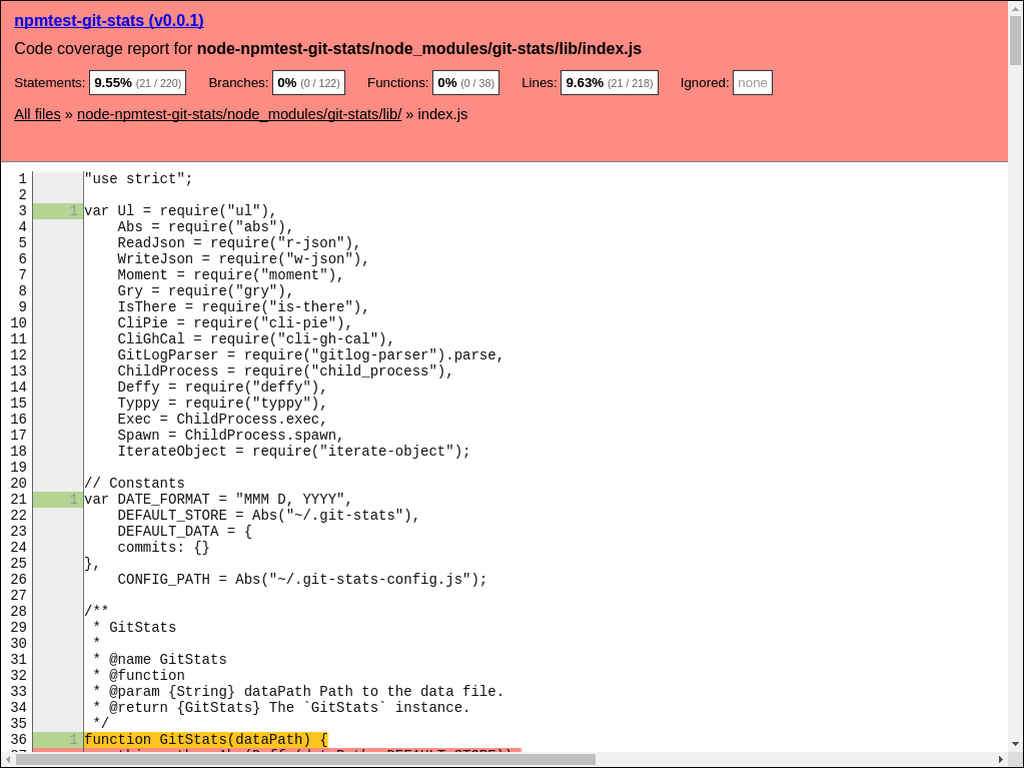 npmtest-git-stats (v0.0.1)
Code coverage report for node-npmtest-git-stats/node_modules/git-stats/lib/index.js
Statements: 9.55% (21 / 220) Branches: 0% (0 / 122) Functions: 0% (0 / 38) Lines: 9.63% (21 / 218) Ignored: none
All files » node-npmtest-git-stats/node_modules/git-stats/lib/ » index.js
1 "use strict";
2
3 1 var Ul = require("ul"),
4 Abs = require("abs"),
5 ReadJson = require("r-json"),
6 WriteJson = require("w-json"),
7 Moment = require("moment"),
8 Gry = require("gry"),
9 IsThere = require("is-there"),
10 CliPie = require("cli-pie"),
11 CliGhCal = require("cli-gh-cal"),
12 GitLogParser = require("gitlog-parser").parse,
13 ChildProcess = require("child_process"),
14 Deffy = require("deffy"),
15 Typpy = require("typpy"),
16 Exec = ChildProcess.exec,
17 Spawn = ChildProcess.spawn,
18 IterateObject = require("iterate-object");
19
20 // Constants
21 1 var DATE_FORMAT = "MMM D, YYYY",
22 DEFAULT_STORE = Abs("~/.git-stats"),
23 DEFAULT_DATA = {
24 commits: {}
25 },
26 CONFIG_PATH = Abs("~/.git-stats-config.js");
27
28 /**
29 * GitStats
30 *
31 * @name GitStats
32 * @function
33 * @param {String} dataPath Path to the data file.
34 * @return {GitStats} The `GitStats` instance.
35 */
36 1 function GitStats(dataPath) {